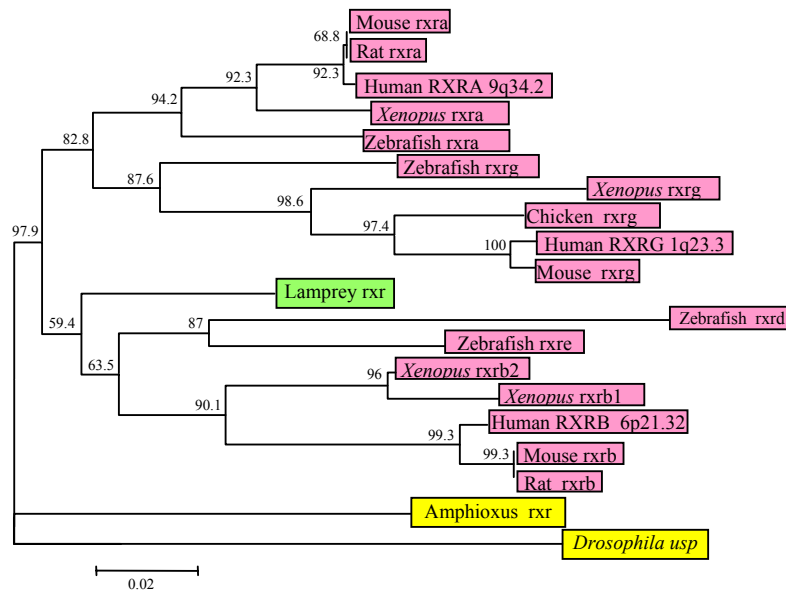 Mouse rxra
68.8
Rat rxra
92.3
92.3
Human RXRA 9q34.2
94.2
Xenopus rxra
82.8
Zebrafish rxra
Zebrafish rxrg
87.6
Xenopus rxrg
98.6
Chicken rxrg
97.4
97.9
100
Human RXRG 1q23.3
Mouse rxrg
Lamprey rxr
59.4
87
Zebrafish rxrd
Zebrafish rxre
63.5
96
Xenopus rxrb2
Xenopus rxrb1
90.1
Human RXRB 6p21.32
99.3
99.3
Mouse rxrb
Rat rxrb
Amphioxus rxr
Drosophila usp
0.02